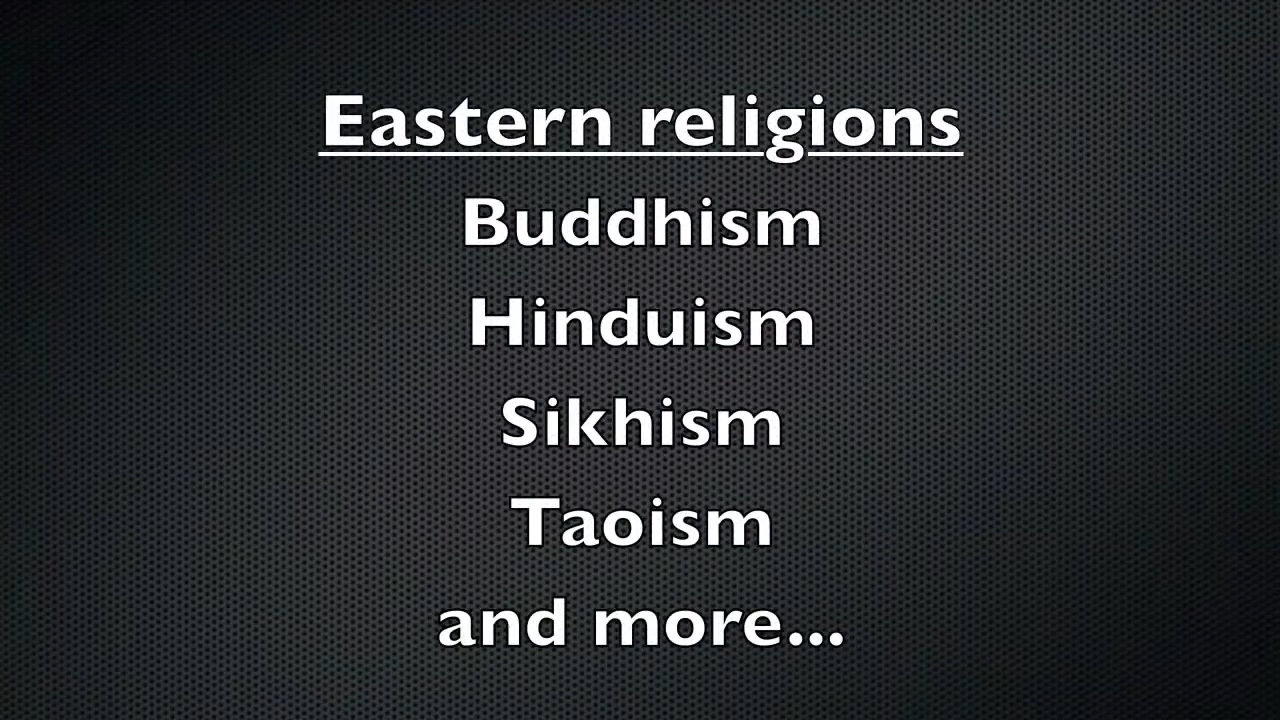 Eastern religions
Buddhism
Hinduism
Sikhism
Taoism
and more...